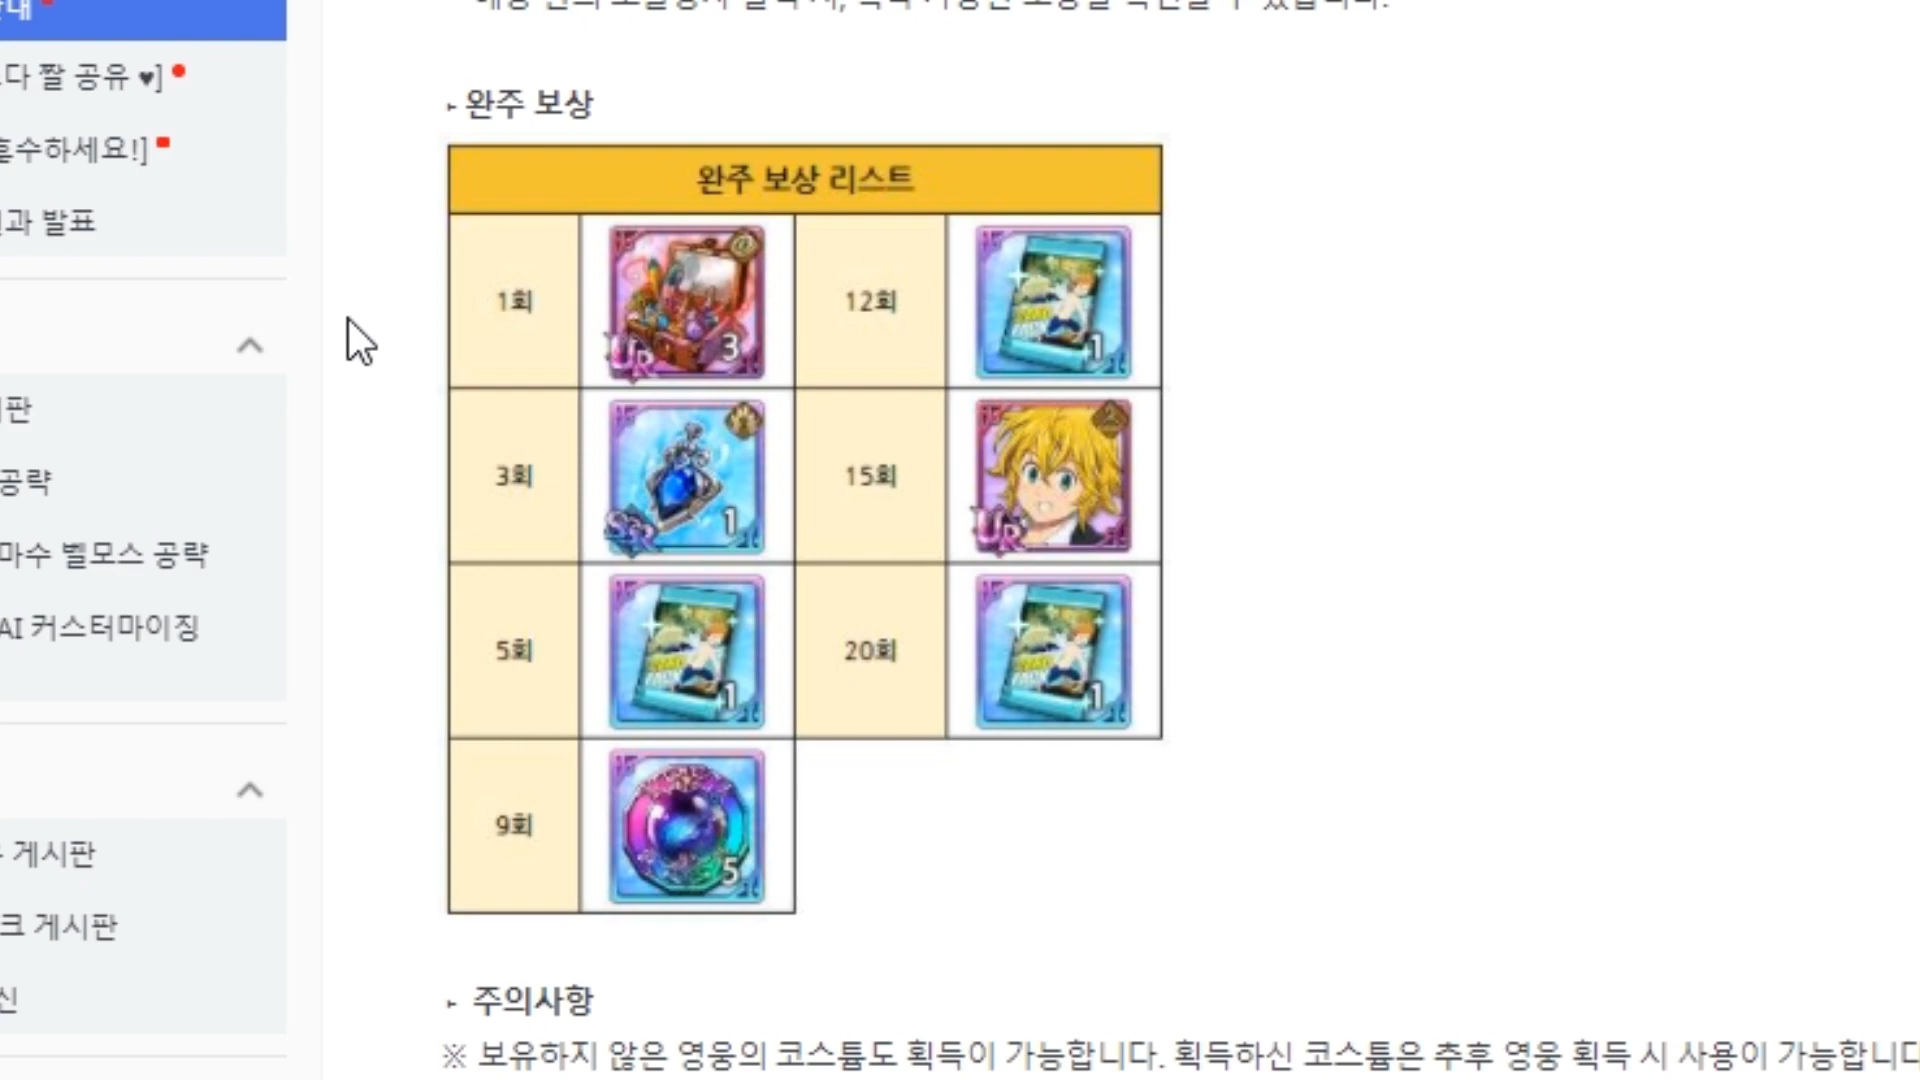 다 짤 공유 ♥]
흡수하세요!]
과 발표
판
공략
마수 벨모스 공략
AI 커스터마이징
게시판
크 게시판
신
▸ 완주 보상
완주 보상 리스트
1회 UR 3 12회 1
3회 SSR 1 15회 UR
5회 1 20회 1
9회 5
▸ 주의사항
※ 보유하지 않은 영웅의 코스튬도 획득이 가능합니다. 획득하신 코스튬은 추후 영웅 획득 시 사용이 가능합니다